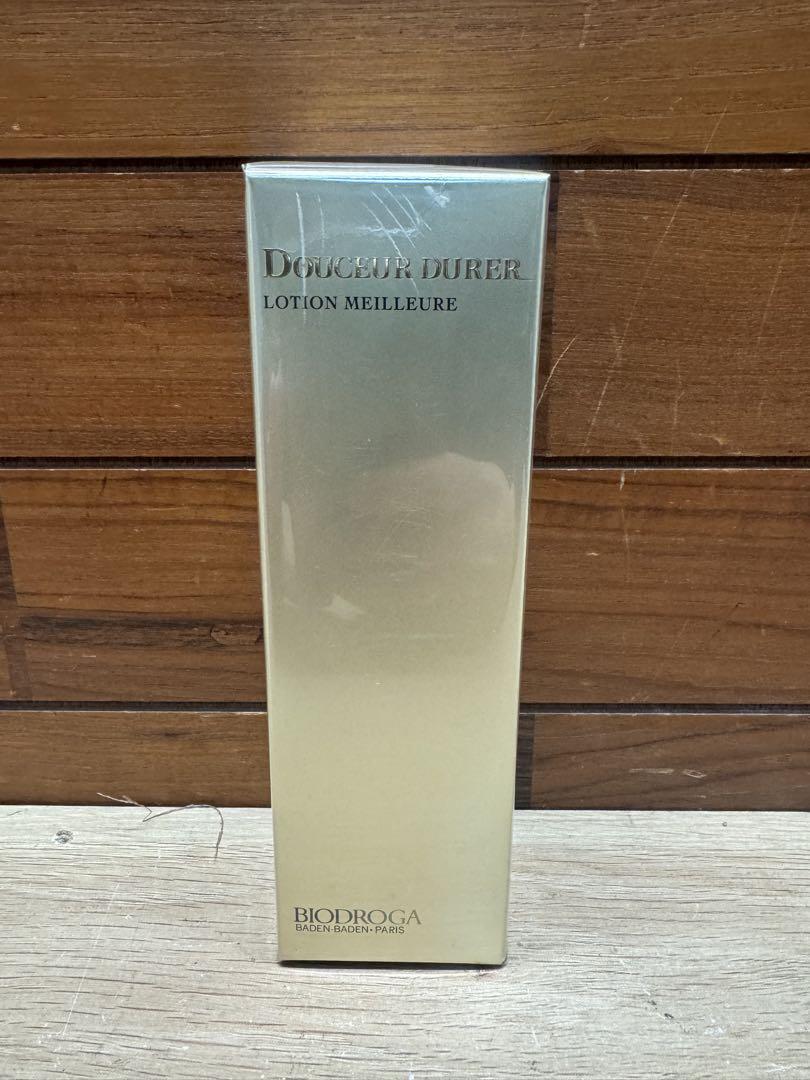 DOUCEUR DURER
LOTION MEILLEURE
BIODROGA
BADEN-BADEN • PARIS